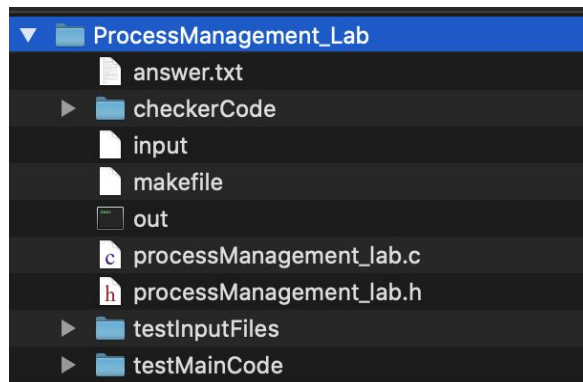 ProcessManagement_Lab
answer.txt
checkerCode
input
makefile
out
c processManagement_lab.c
h processManagement_lab.h
testInputFiles
testMainCode